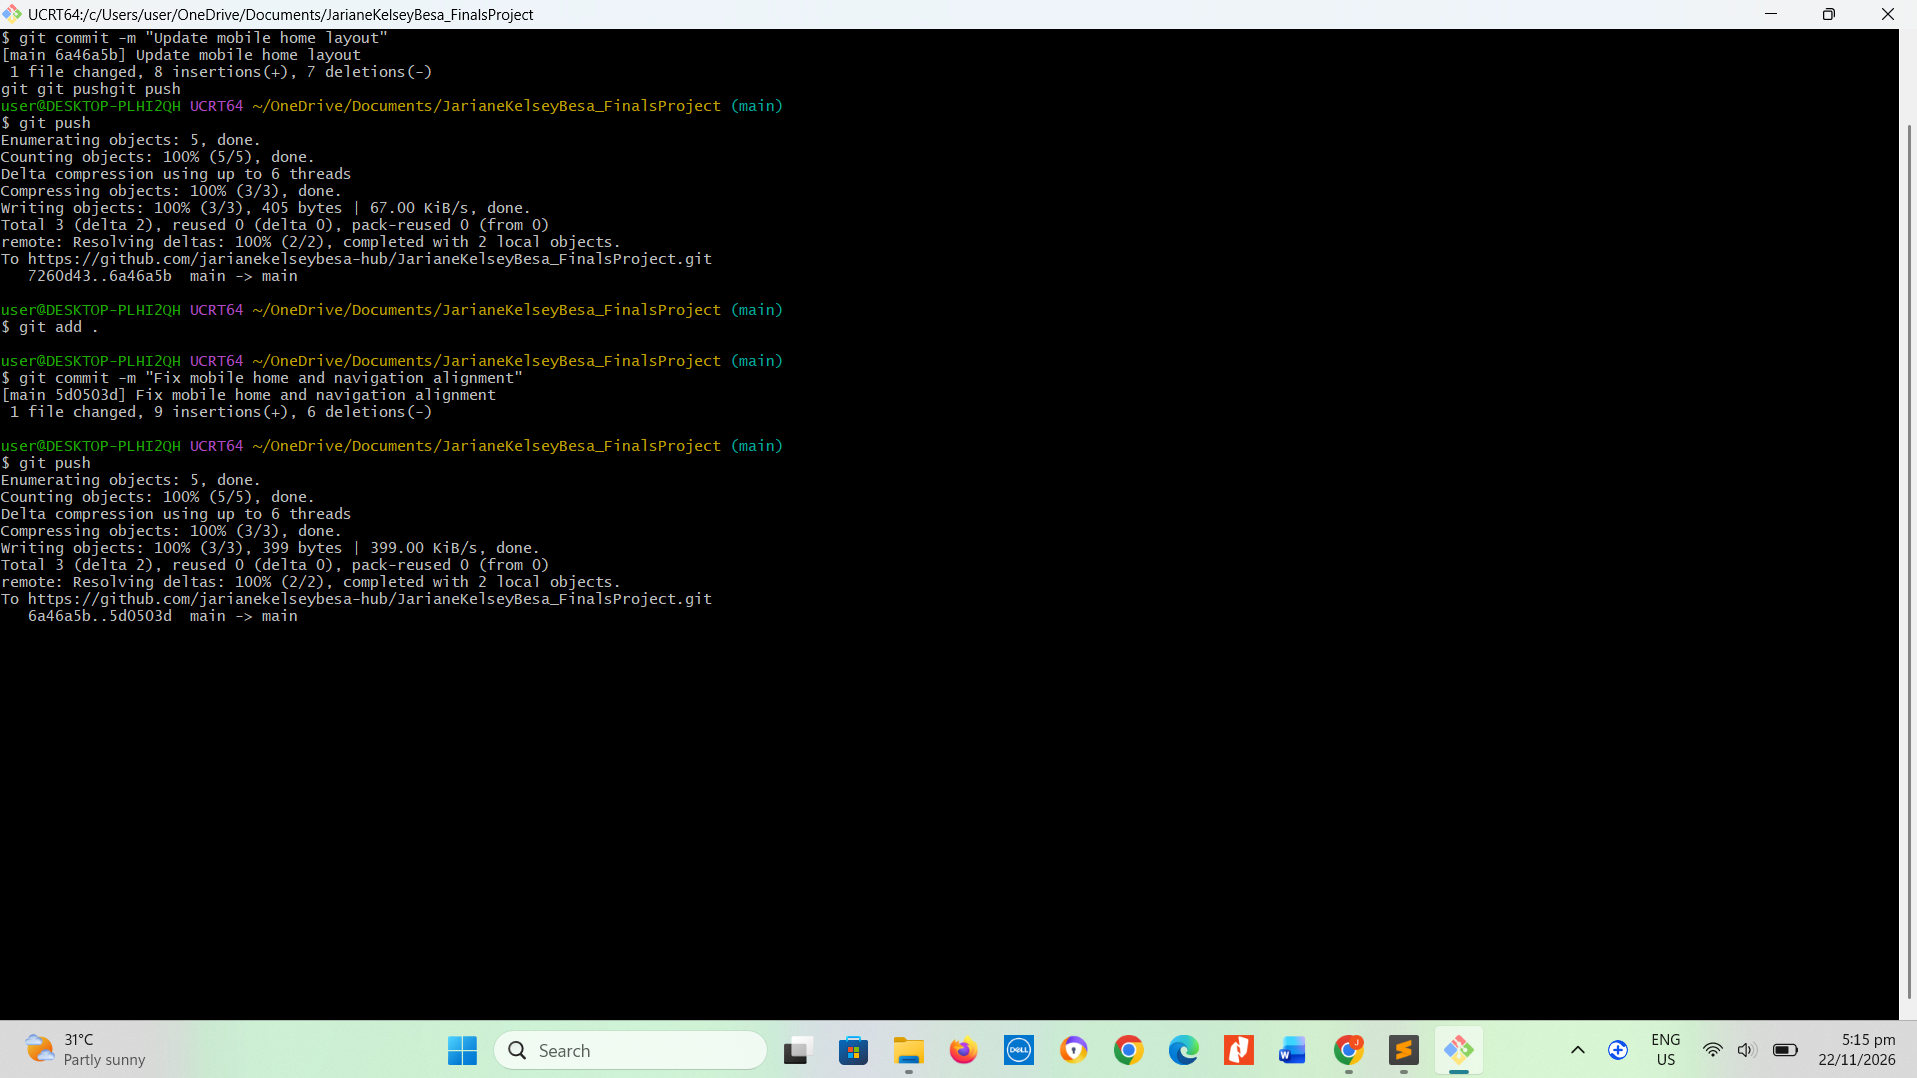 UCRT64:/c/Users/user/OneDrive/Documents/JarianeKelseyBesa_FinalsProject
$ git commit -m "Update mobile home layout"
[main 6a46a5b] Update mobile home layout
 1 file changed, 8 insertions(+), 7 deletions(-)
git git pushgit push
user@DESKTOP-PLHI2QH UCRT64 ~/OneDrive/Documents/JarianeKelseyBesa_FinalsProject (main)
$ git push
Enumerating objects: 5, done.
Counting objects: 100% (5/5), done.
Delta compression using up to 6 threads
Compressing objects: 100% (3/3), done.
Writing objects: 100% (3/3), 405 bytes | 67.00 KiB/s, done.
Total 3 (delta 2), reused 0 (delta 0), pack-reused 0 (from 0)
remote: Resolving deltas: 100% (2/2), completed with 2 local objects.
To https://github.com/jarianekelseybesa-hub/JarianeKelseyBesa_FinalsProject.git
   7260d43..6a46a5b  main -> main
user@DESKTOP-PLHI2QH UCRT64 ~/OneDrive/Documents/JarianeKelseyBesa_FinalsProject (main)
$ git add .
user@DESKTOP-PLHI2QH UCRT64 ~/OneDrive/Documents/JarianeKelseyBesa_FinalsProject (main)
$ git commit -m "Fix mobile home and navigation alignment"
[main 5d0503d] Fix mobile home and navigation alignment
 1 file changed, 9 insertions(+), 6 deletions(-)
user@DESKTOP-PLHI2QH UCRT64 ~/OneDrive/Documents/JarianeKelseyBesa_FinalsProject (main)
$ git push
Enumerating objects: 5, done.
Counting objects: 100% (5/5), done.
Delta compression using up to 6 threads
Compressing objects: 100% (3/3), done.
Writing objects: 100% (3/3), 399 bytes | 399.00 KiB/s, done.
Total 3 (delta 2), reused 0 (delta 0), pack-reused 0 (from 0)
remote: Resolving deltas: 100% (2/2), completed with 2 local objects.
To https://github.com/jarianekelseybesa-hub/JarianeKelseyBesa_FinalsProject.git
   6a46a5b..5d0503d  main -> main
31°C
Partly sunny
Search
DELL
W
J
ENG
US
5:15 pm
22/11/2026